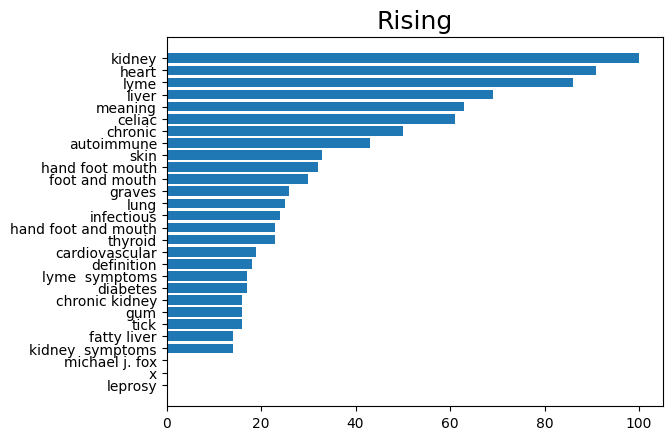 Rising
kidney
heart
lyme
liver
meaning
celiac
chronic
autoimmune
skin
hand foot mouth
foot and mouth
graves
lung
infectious
hand foot and mouth
thyroid
cardiovascular
definition
lyme  symptoms
diabetes
chronic kidney
gum
tick
fatty liver
kidney  symptoms
michael j. fox
x
leprosy
0 20 40 60 80 100